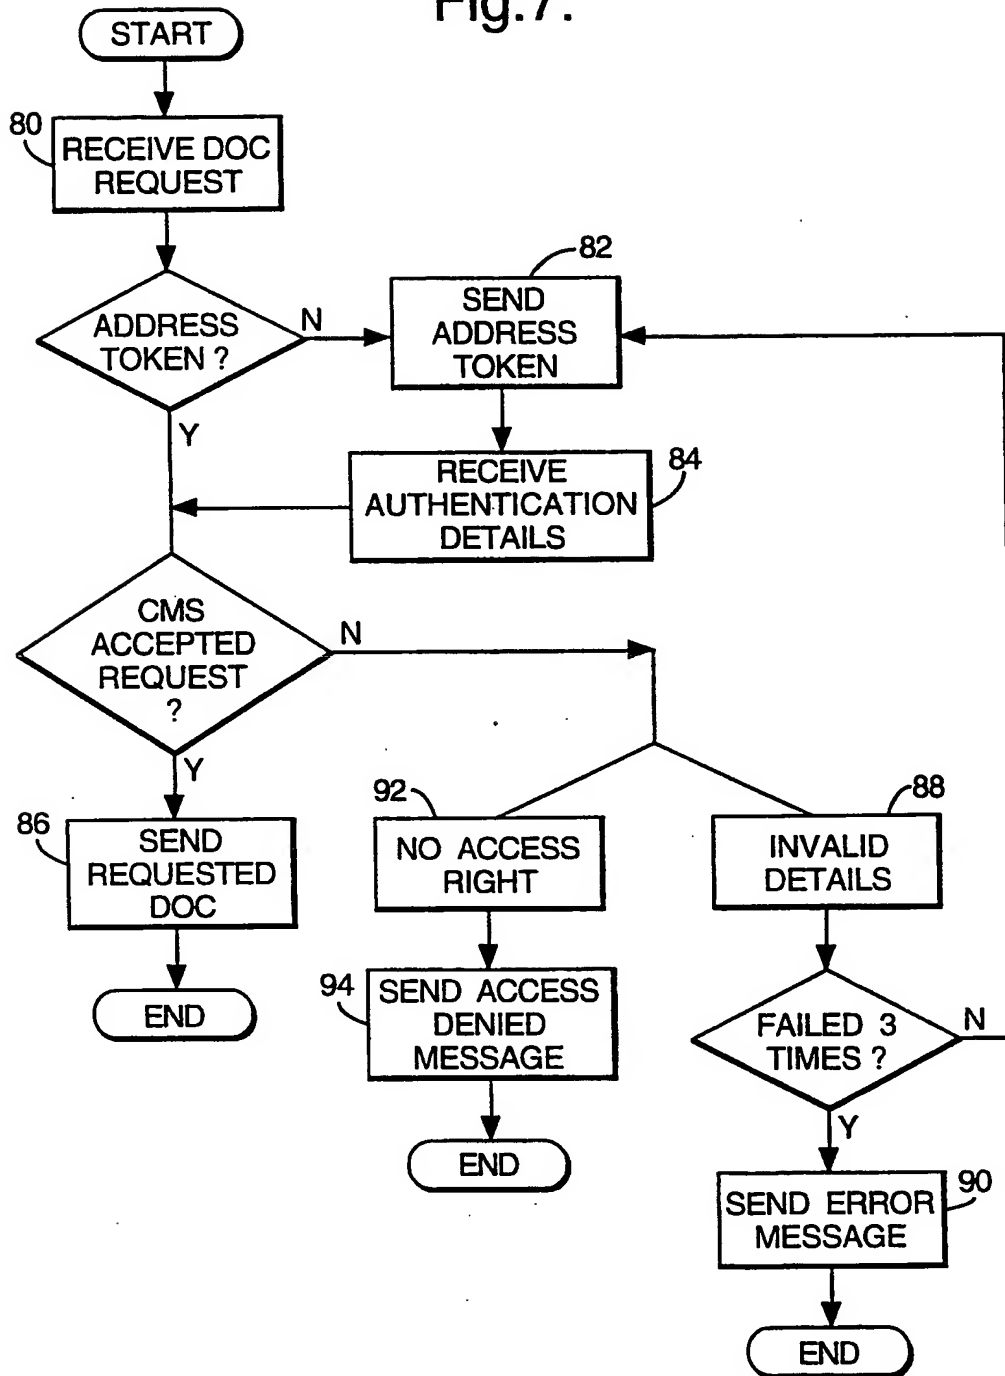 Fig.7.
START
80
RECEIVE DOC
REQUEST
ADDRESS
TOKEN ?
N
Y
82
SEND
ADDRESS
TOKEN
84
RECEIVE
AUTHENTICATION
DETAILS
CMS
ACCEPTED
REQUEST
?
N
Y
86
SEND
REQUESTED
DOC
END
92
NO ACCESS
RIGHT
94
SEND ACCESS
DENIED
MESSAGE
END
88
INVALID
DETAILS
FAILED 3
TIMES ?
N
Y
90
SEND ERROR
MESSAGE
END